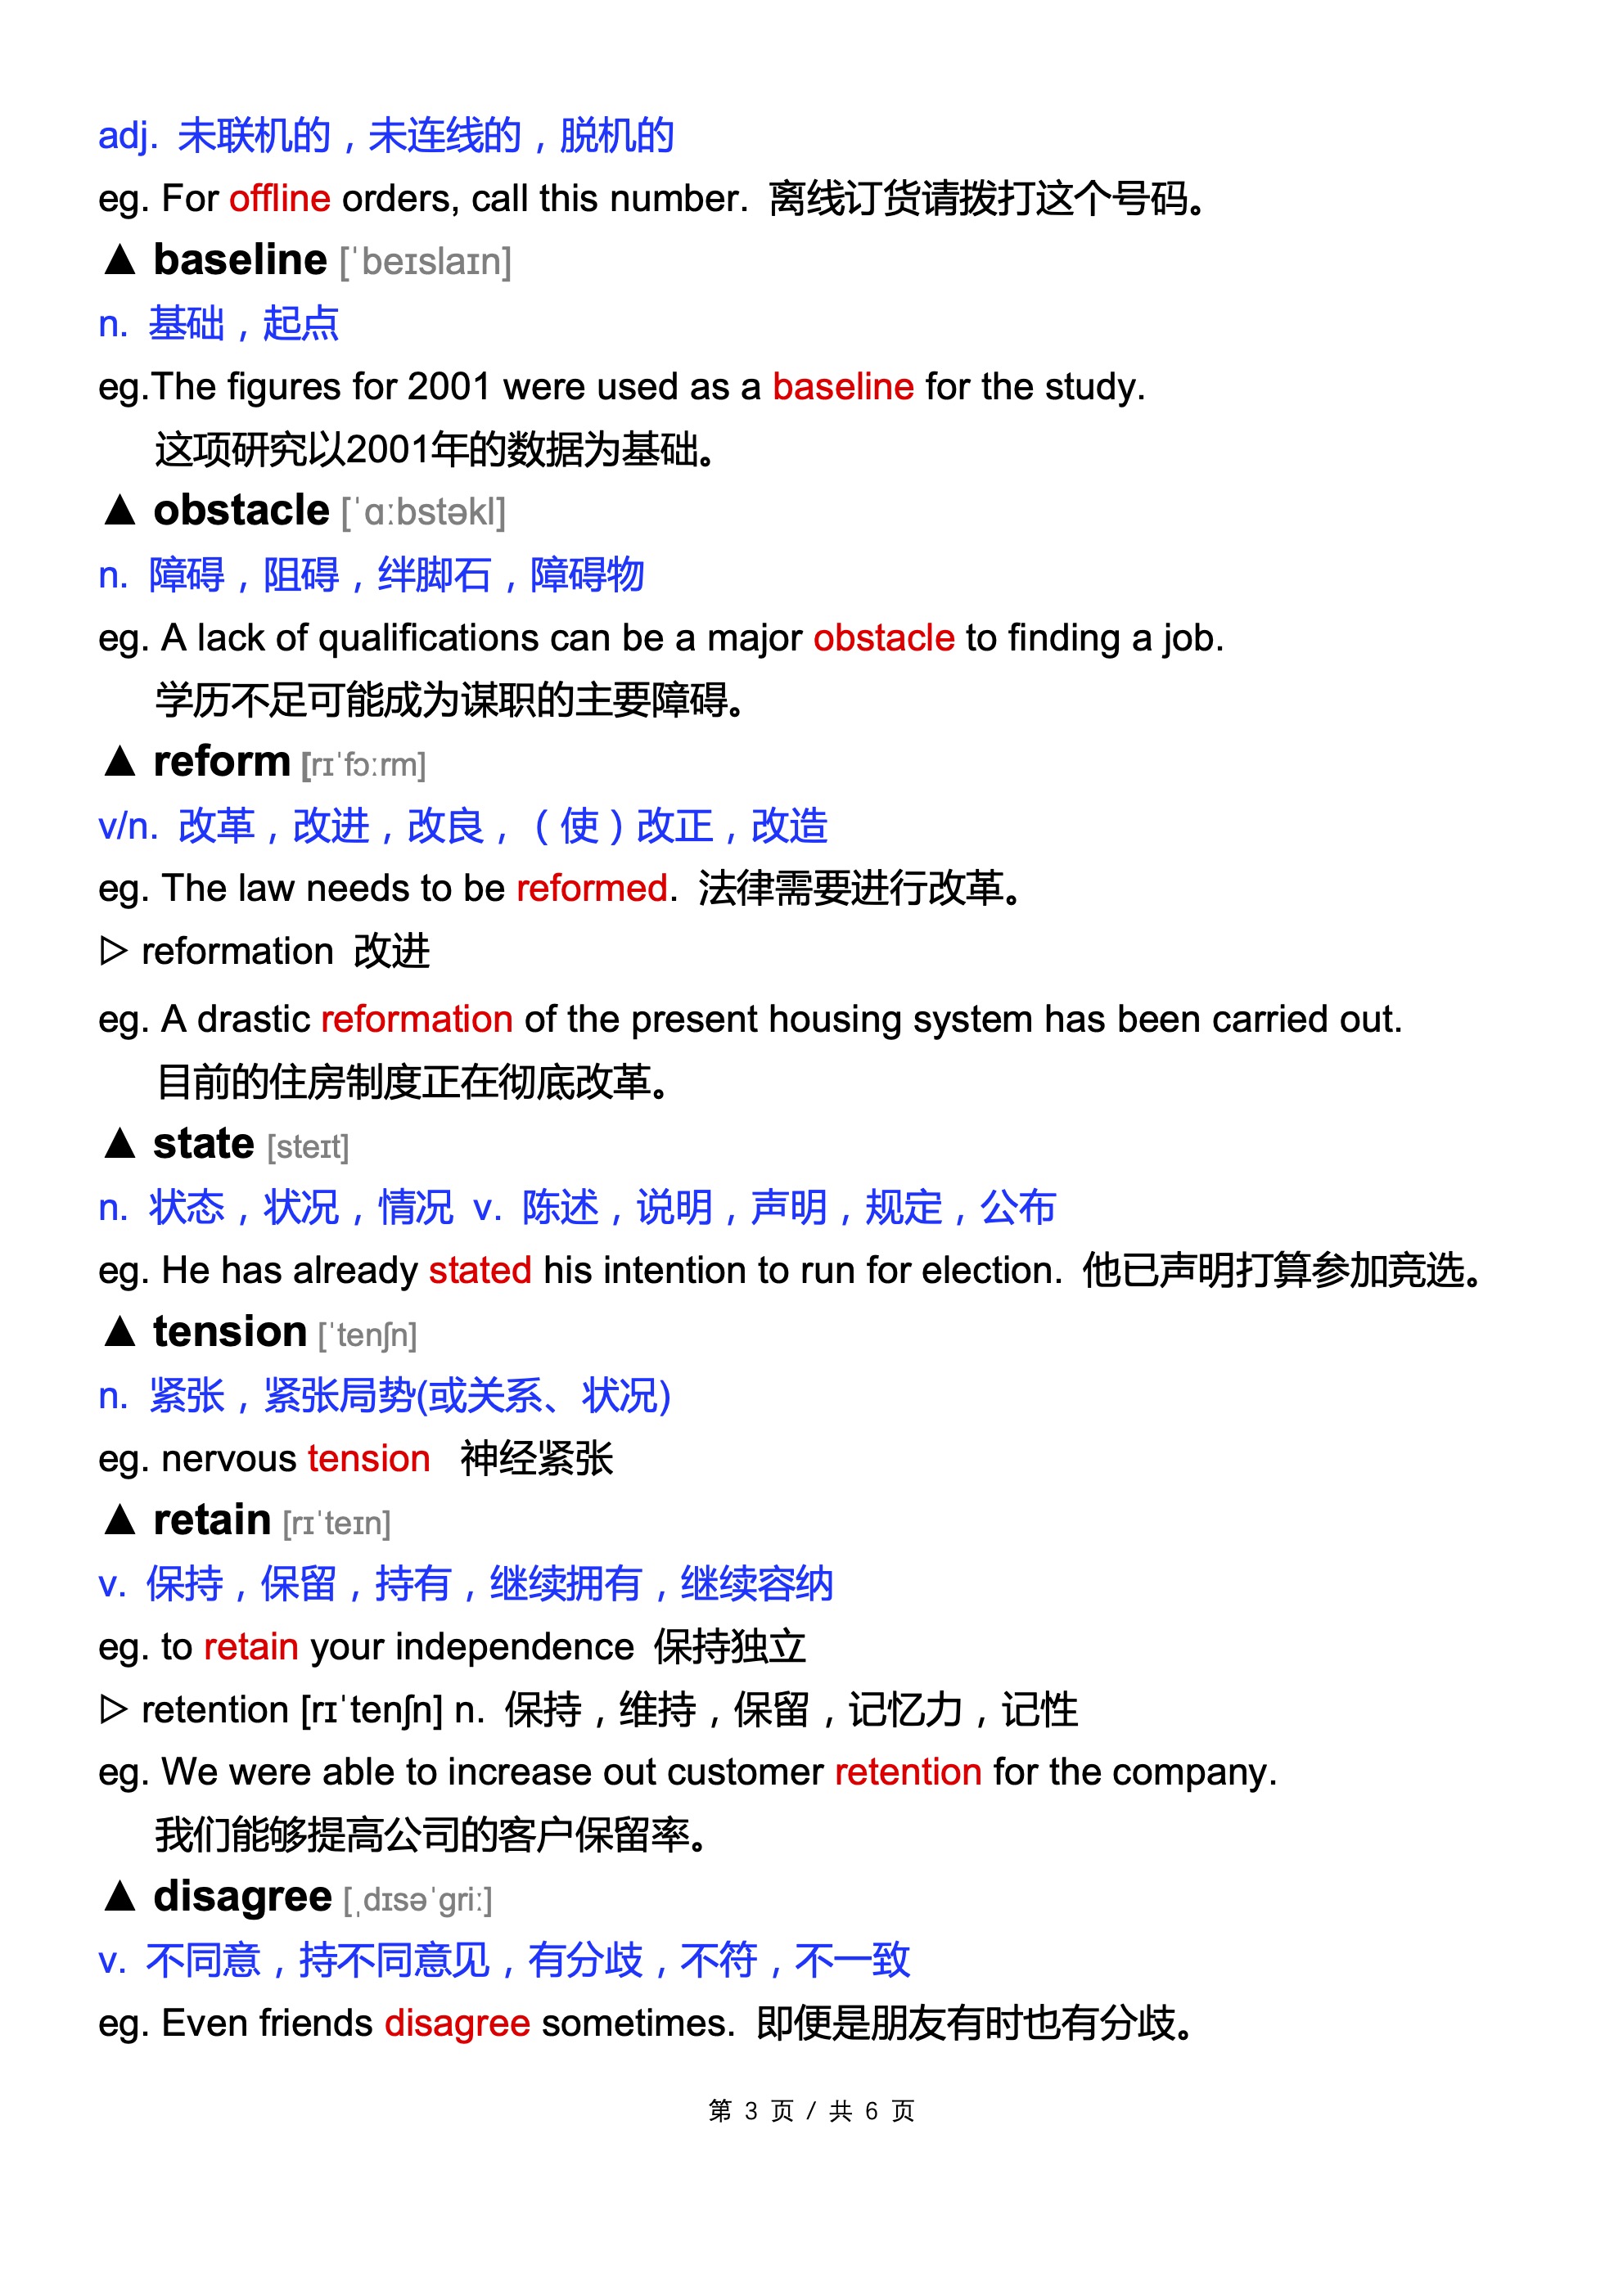 adj. 未联机的，未连线的，脱机的
eg. For offline orders, call this number. 离线订货请拨打这个号码。
▲ baseline [ˈbeɪslaɪn]
n. 基础，起点
eg.The figures for 2001 were used as a baseline for the study.
这项研究以2001年的数据为基础。
▲ obstacle [ˈɑːbstəkl]
n. 障碍，阻碍，绊脚石，障碍物
eg. A lack of qualifications can be a major obstacle to finding a job.
学历不足可能成为谋职的主要障碍。
▲ reform [rɪˈfɔːrm]
v/n. 改革，改进，改良，（使）改正，改造
eg. The law needs to be reformed. 法律需要进行改革。
▷ reformation 改进
eg. A drastic reformation of the present housing system has been carried out.
目前的住房制度正在彻底改革。
▲ state [steɪt]
n. 状态，状况，情况 v. 陈述，说明，声明，规定，公布
eg. He has already stated his intention to run for election. 他已声明打算参加竞选。
▲ tension [ˈtenʃn]
n. 紧张，紧张局势(或关系、状况)
eg. nervous tension 神经紧张
▲ retain [rɪˈteɪn]
v. 保持，保留，持有，继续拥有，继续容纳
eg. to retain your independence 保持独立
▷ retention [rɪˈtenʃn] n. 保持，维持，保留，记忆力，记性
eg. We were able to increase out customer retention for the company.
我们能够提高公司的客户保留率。
▲ disagree [ˌdɪsəˈɡriː]
v. 不同意，持不同意见，有分歧，不符，不一致
eg. Even friends disagree sometimes. 即便是朋友有时也有分歧。
第 3 页 / 共 6 页